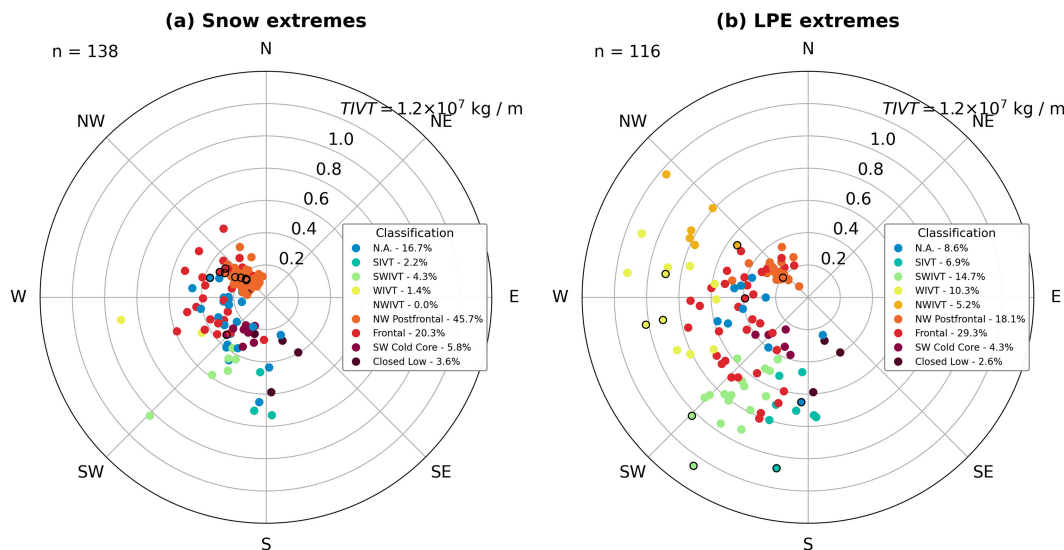 (a) Snow extremes
n = 138
N
TIVT = 1.2×10⁷ kg / m
NW
NE
1.0
0.8
0.6
0.4
0.2
W
SW
SE
S
Classification
N.A. - 16.7%
SIVT - 2.2%
SWIVT - 4.3%
WIVT - 1.4%
NWIVT - 0.0%
NW Postfrontal - 45.7%
Frontal - 20.3%
SW Cold Core - 5.8%
Closed Low - 3.6%
E
(b) LPE extremes
n = 116
N
TIVT = 1.2×10⁷ kg / m
NW
NE
1.0
0.8
0.6
0.4
0.2
W
SW
SE
S
Classification
N.A. - 8.6%
SIVT - 6.9%
SWIVT - 14.7%
WIVT - 10.3%
NWIVT - 5.2%
NW Postfrontal - 18.1%
Frontal - 29.3%
SW Cold Core - 4.3%
Closed Low - 2.6%
E